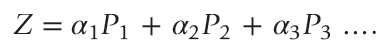 Z = α₁P₁ + α₂P₂ + α₃P₃ ....